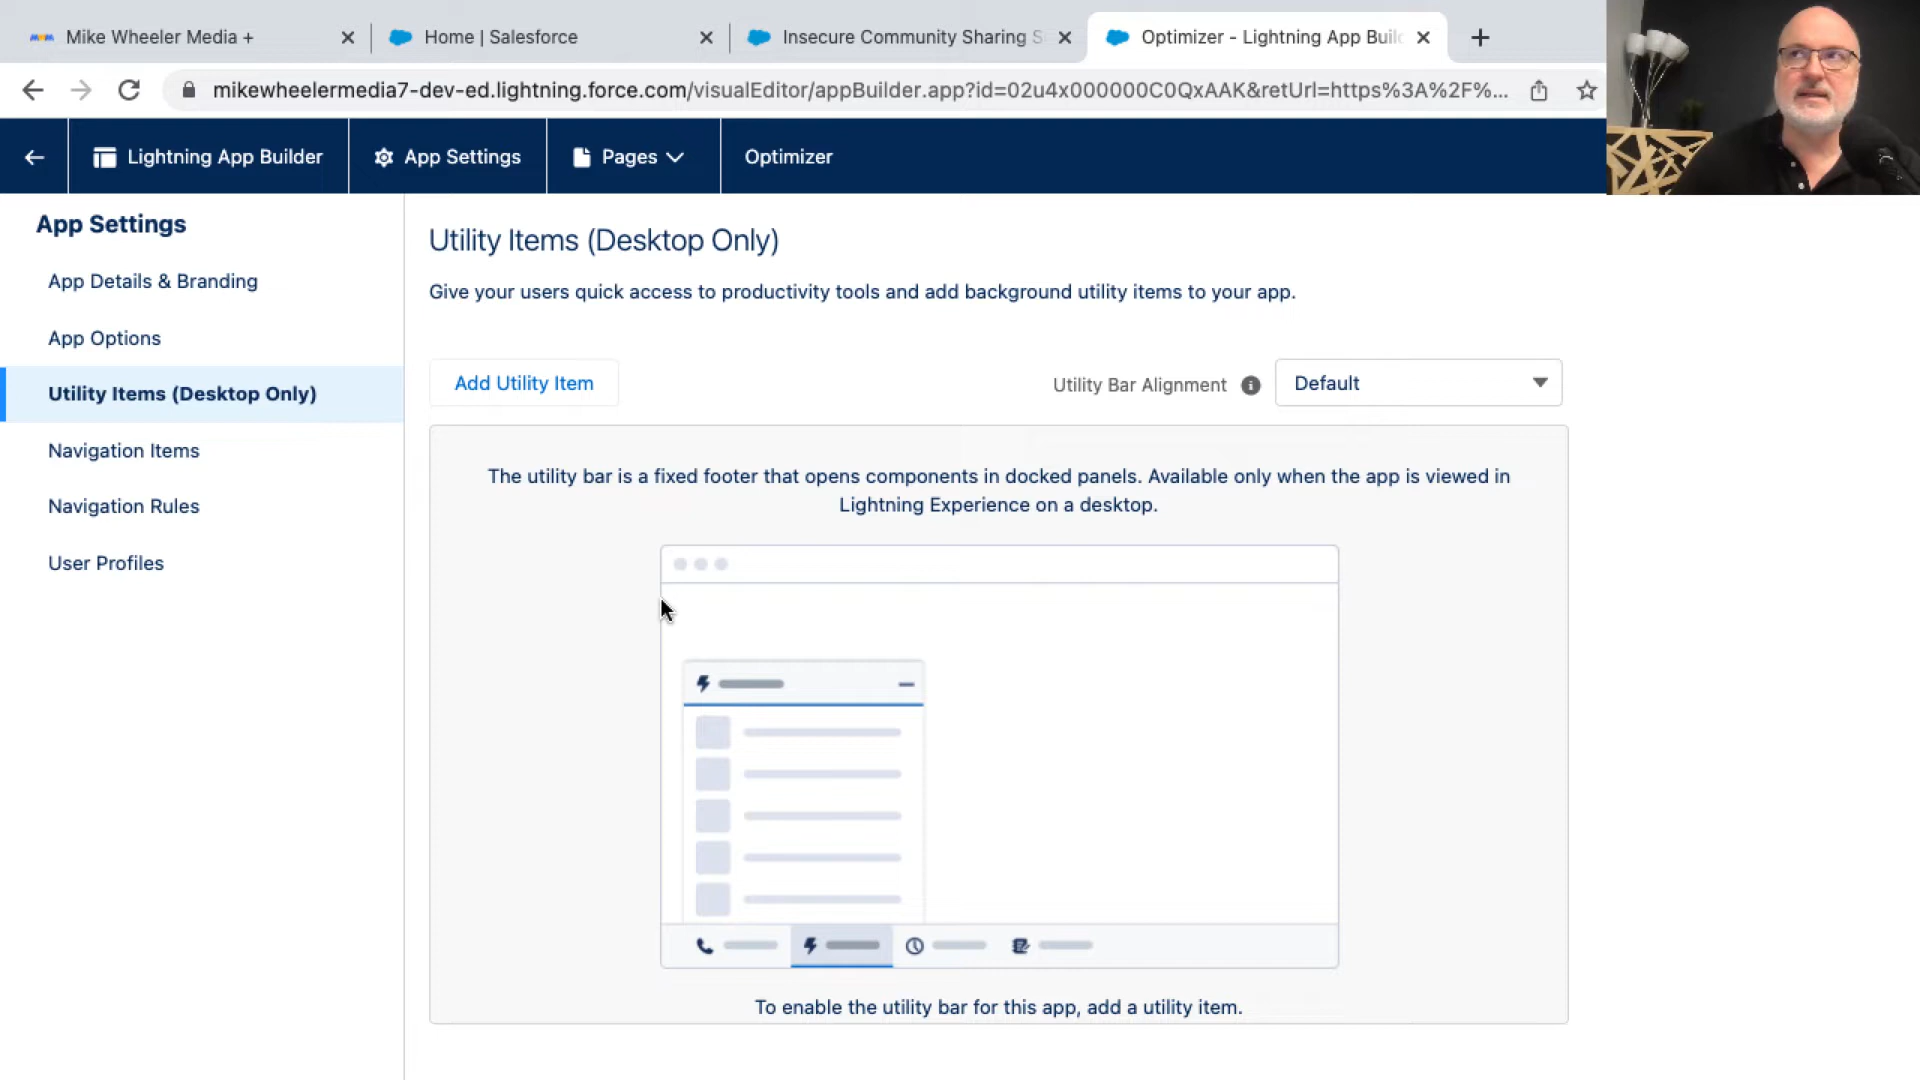 Mike Wheeler Media +
Home | Salesforce
Insecure Community Sharing S
Optimizer - Lightning App Buil
mikewheelermedia7-dev-ed.lightning.force.com/visualEditor/appBuilder.app?id=02u4x000000C0QxAAK&retUrl=https%3A%2F%...
Lightning App Builder
App Settings
Pages
Optimizer
App Settings
App Details & Branding
App Options
Utility Items (Desktop Only)
Navigation Items
Navigation Rules
User Profiles
Utility Items (Desktop Only)
Give your users quick access to productivity tools and add background utility items to your app.
Add Utility Item
Utility Bar Alignment
Default
The utility bar is a fixed footer that opens components in docked panels. Available only when the app is viewed in
Lightning Experience on a desktop.
To enable the utility bar for this app, add a utility item.